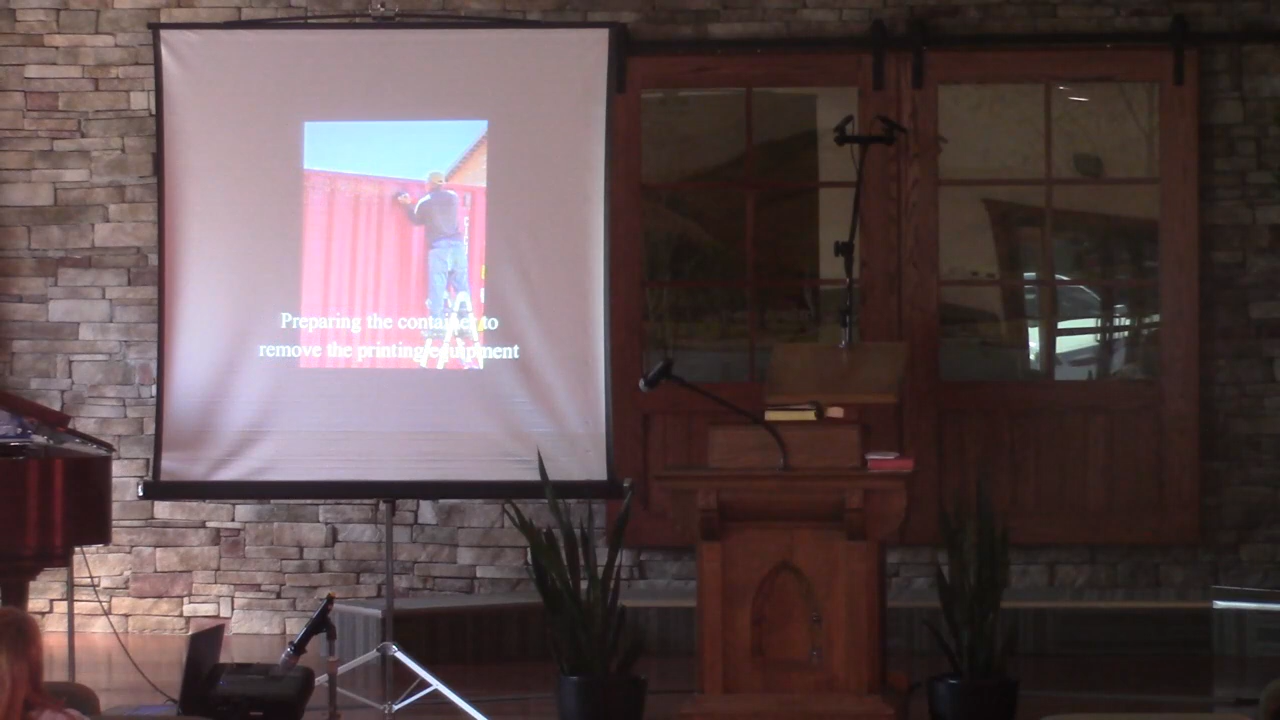 Preparing the container to
remove the printing equipment